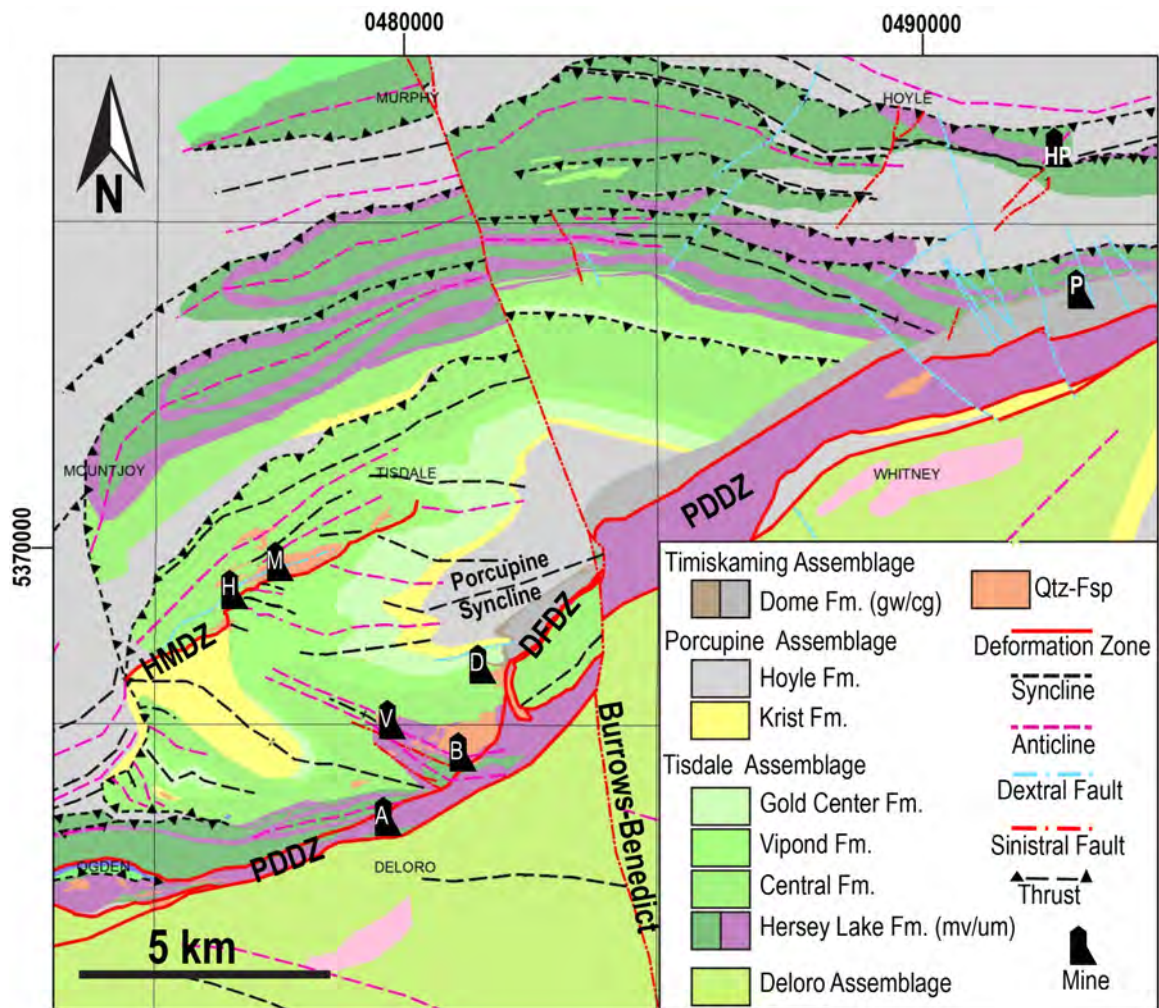 0480000
0490000
5370000
N
MURPHY
HOYLE
HP
P
MOUNTJOY
TISDALE
WHITNEY
PDDZ
Porcupine
Syncline
M
H
HMDZ
D
DFDZ
V
B
A
PDDZ
OGDEN
DELORO
Burrows-Benedict
5 km
Timiskaming Assemblage
Dome Fm. (gw/cg)
Porcupine Assemblage
Hoyle Fm.
Krist Fm.
Tisdale Assemblage
Gold Center Fm.
Vipond Fm.
Central Fm.
Hersey Lake Fm. (mv/um)
Deloro Assemblage
Qtz-Fsp
Deformation Zone
Syncline
Anticline
Dextral Fault
Sinistral Fault
Thrust
Mine